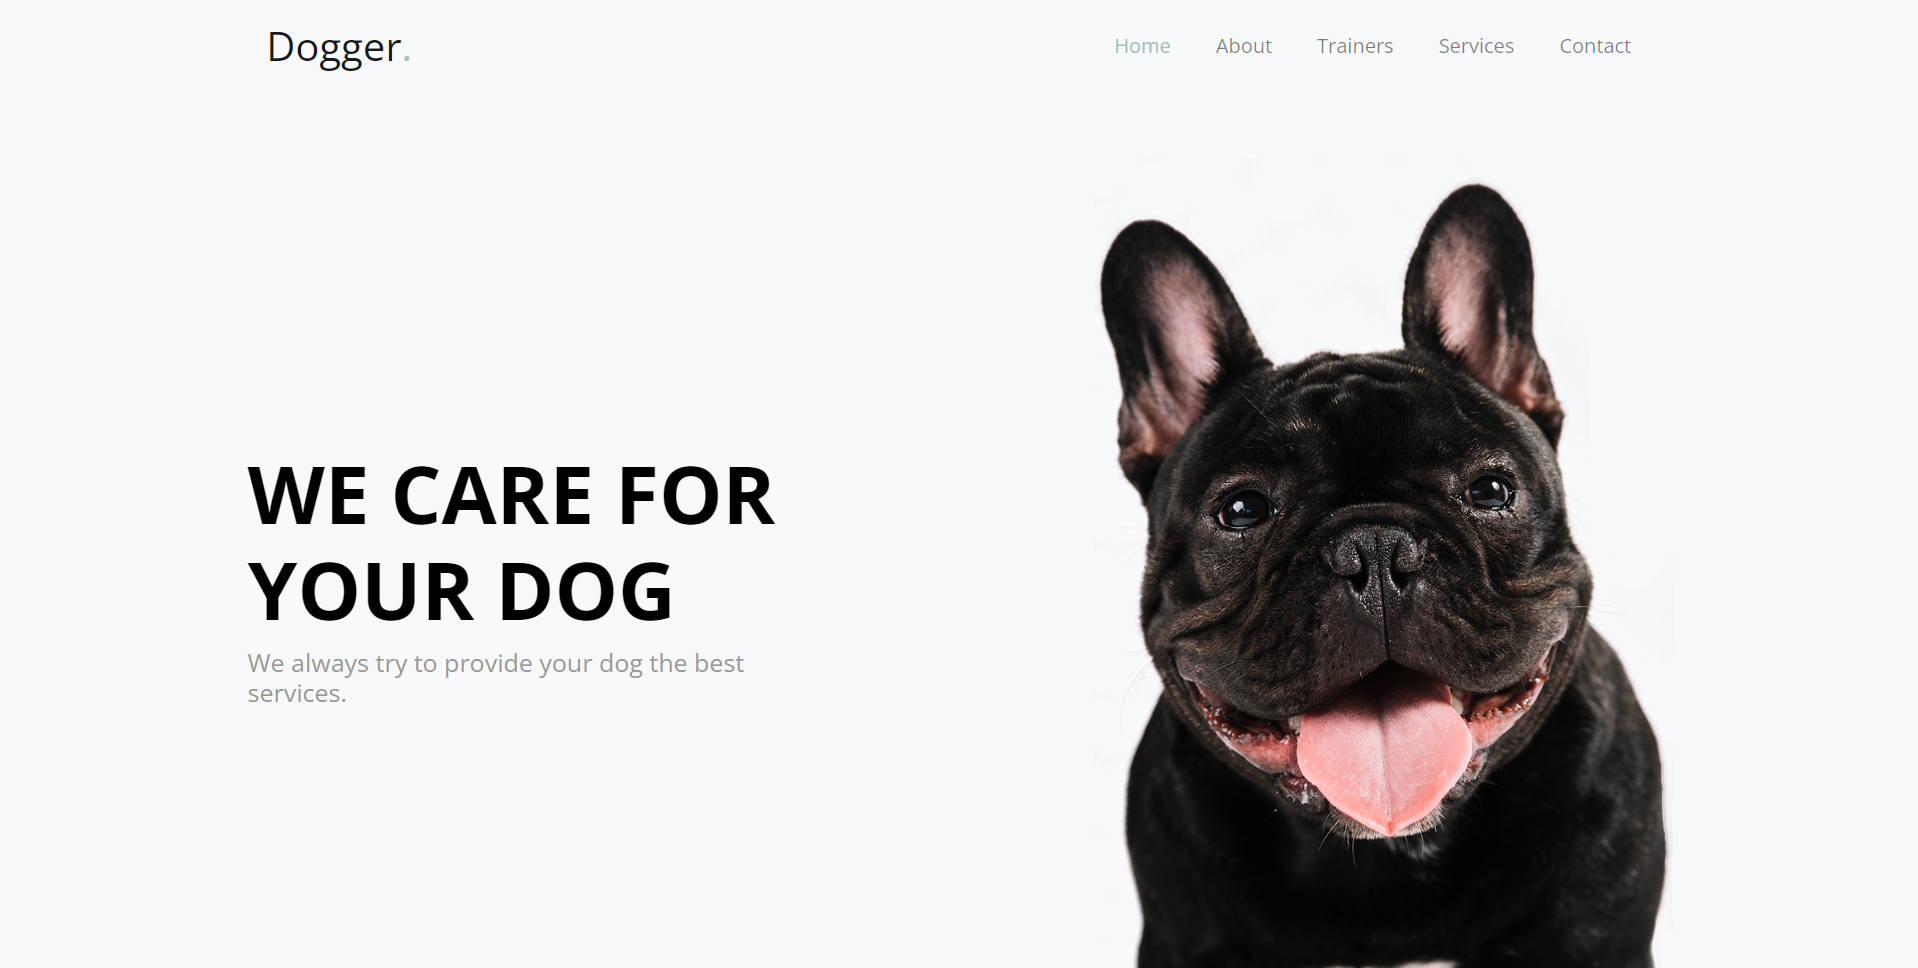 Dogger.
Home About Trainers Services Contact
WE CARE FOR
YOUR DOG
We always try to provide your dog the best
services.